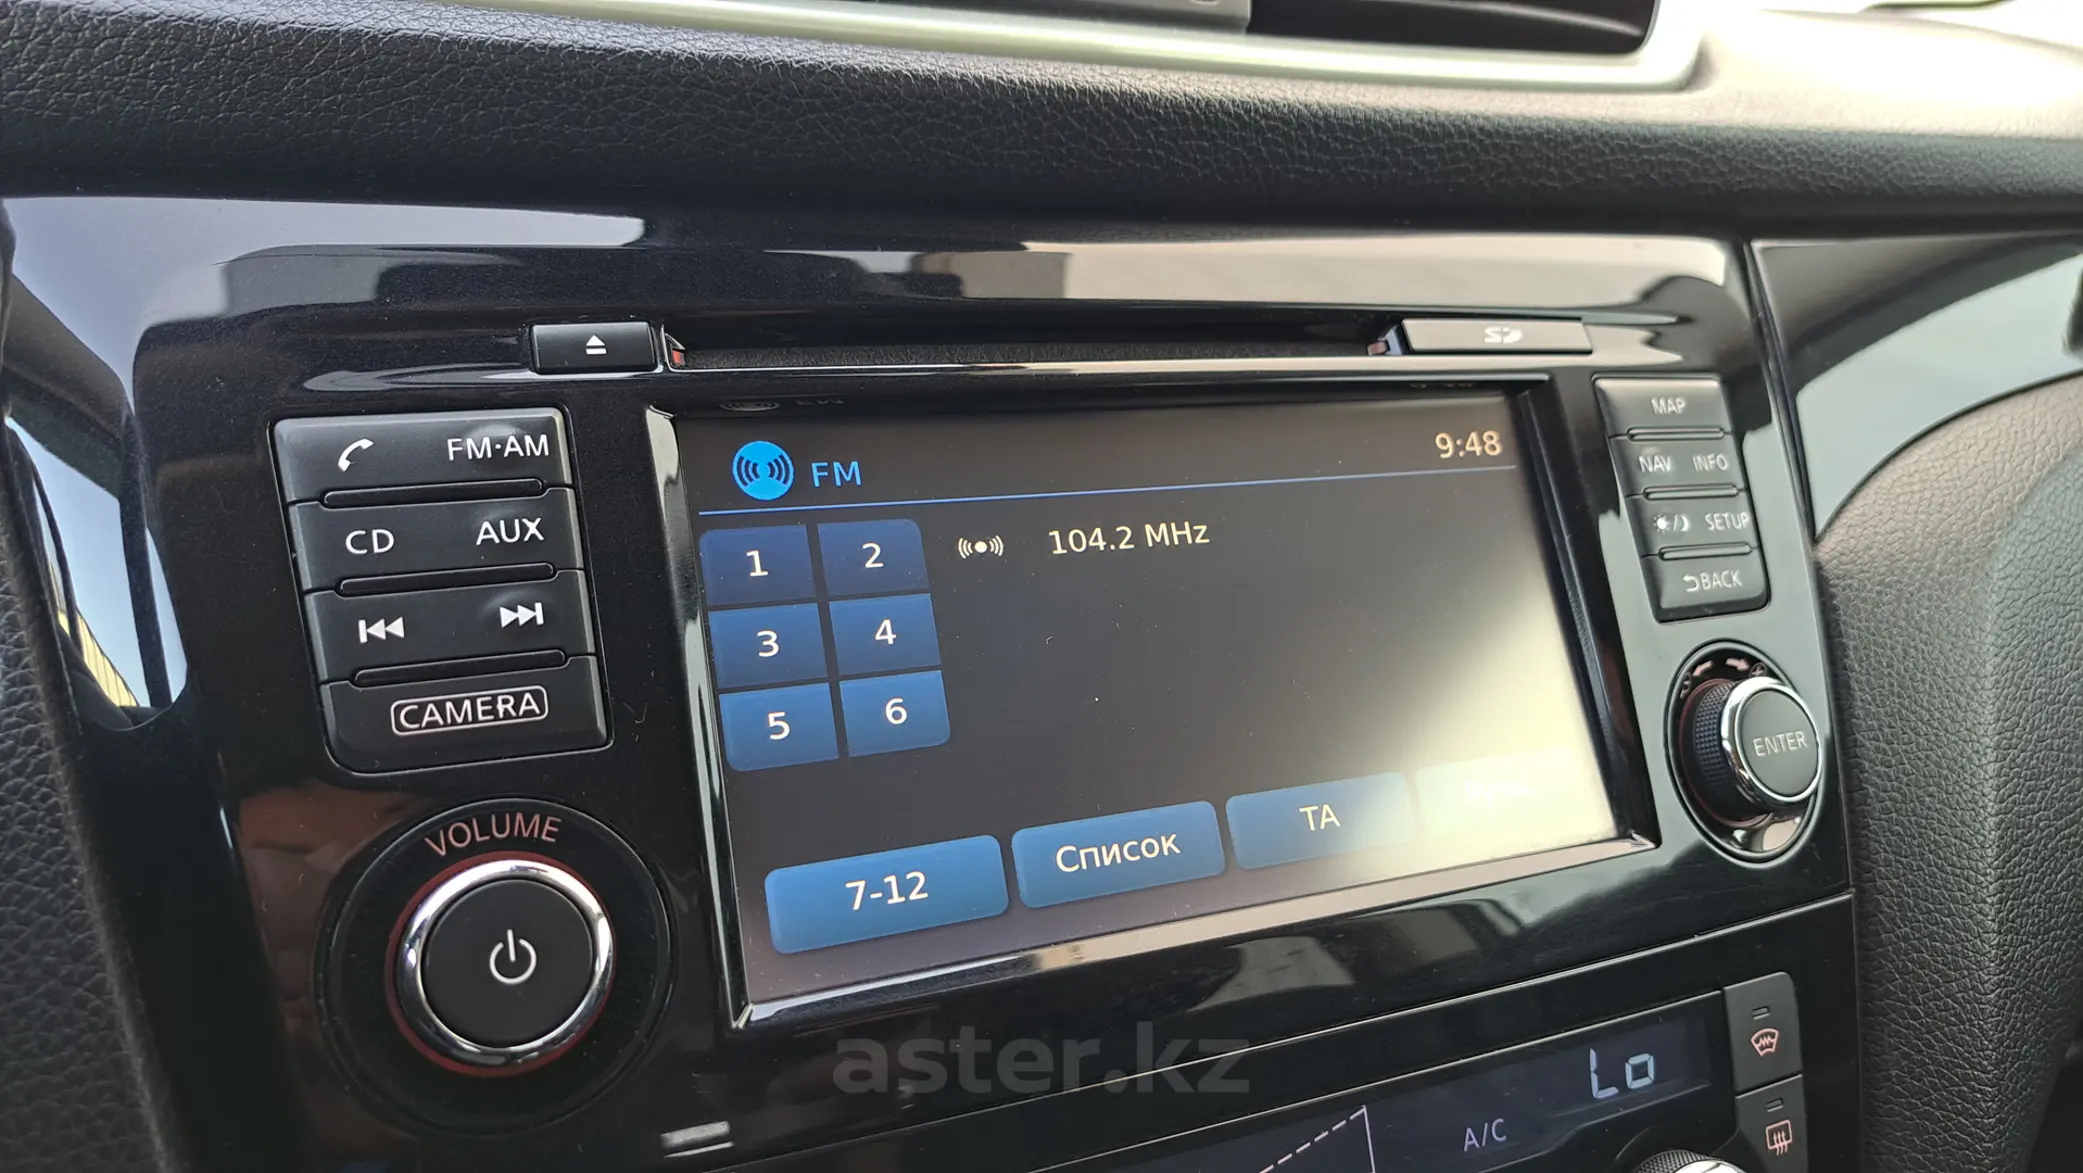 SD
FM·AM
CD
AUX
CAMERA
VOLUME
FM
9:48
1
2
104.2 MHz
3
4
5
6
7-12
Список
TA
MAP
NAV
INFO
SETUP
BACK
ENTER
Lo
A/C
aster.kz